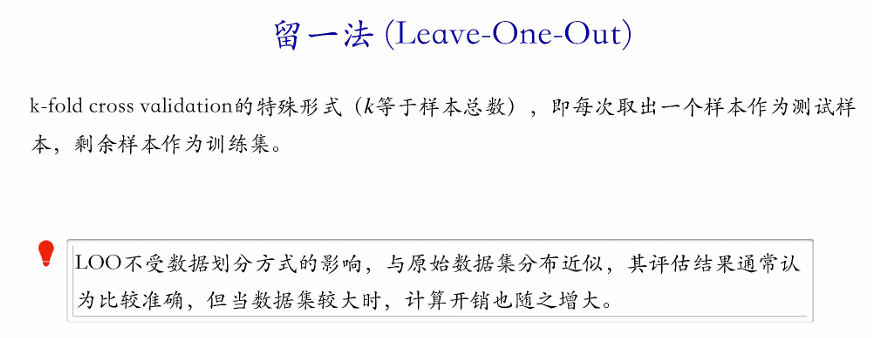 留一法 (Leave-One-Out)
k-fold cross validation的特殊形式（k等于样本总数），即每次取出一个样本作为测试样
本，剩余样本作为训练集。
LOO不受数据划分方式的影响，与原始数据集分布近似，其评估结果通常认
为比较准确，但当数据集较大时，计算开销也随之增大。